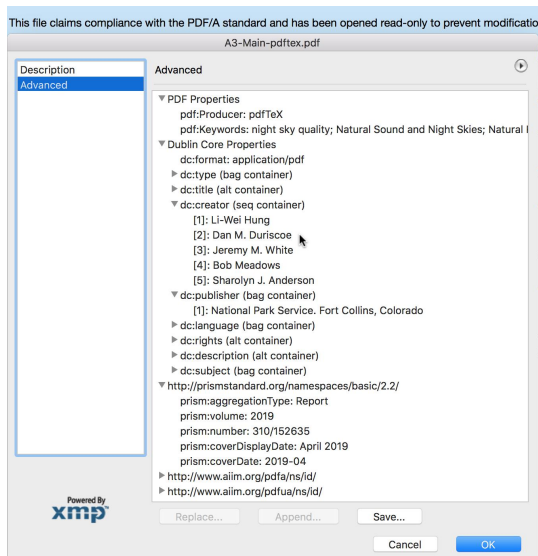 This file claims compliance with the PDF/A standard and has been opened read-only to prevent modificatio
A3-Main-pdftex.pdf
Description
Advanced
Advanced
PDF Properties
pdf:Producer: pdfTeX
pdf:Keywords: night sky quality; Natural Sound and Night Skies; Natural
Dublin Core Properties
dc:format: application/pdf
dc:type (bag container)
dc:title (alt container)
dc:creator (seq container)
[1]: Li-Wei Hung
[2]: Dan M. Duriscoe
[3]: Jeremy M. White
[4]: Bob Meadows
[5]: Sharolyn J. Anderson
dc:publisher (bag container)
[1]: National Park Service. Fort Collins, Colorado
dc:language (bag container)
dc:rights (alt container)
dc:description (alt container)
dc:subject (bag container)
http://prismstandard.org/namespaces/basic/2.2/
prism:aggregationType: Report
prism:volume: 2019
prism:number: 310/152635
prism:coverDisplayDate: April 2019
prism:coverDate: 2019-04
http://www.aiim.org/pdfa/ns/id/
http://www.aiim.org/pdfua/ns/id/
Powered By
xmp
Replace...
Append...
Save...
Cancel
OK